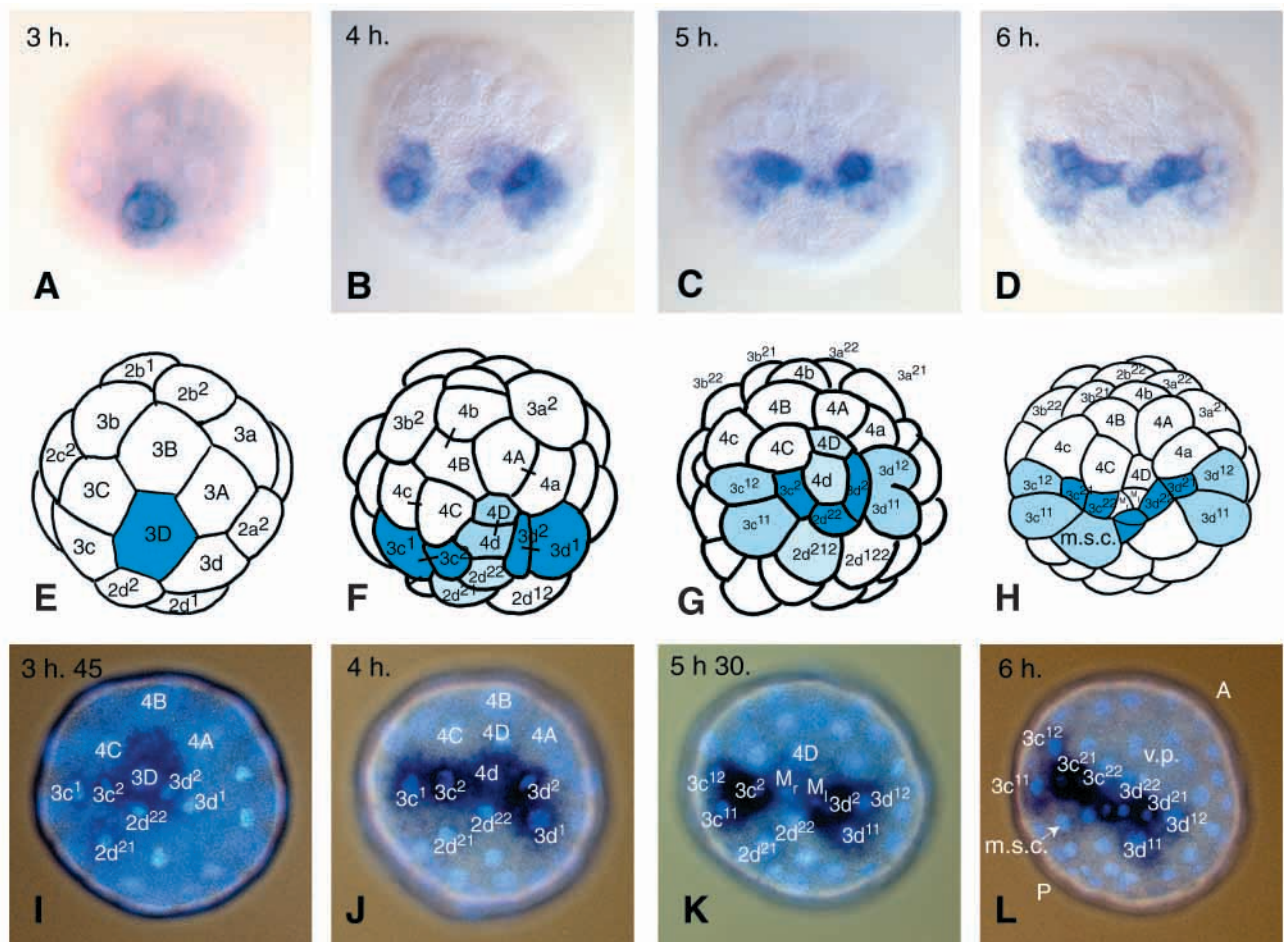 3 h.
A
4 h.
B
5 h.
C
6 h.
D
2b1
2b2
3b
3a
2c2
3B
3C
3A
3D
2a2
3c
3d
2d2
2d1
E
3b2
4b
3a2
4B
4A
4c
4a
4C
4D
4d
3d2
3c1
3c2
3d1
2d22
2d21
2d12
F
3b21
3a22
3b22
4b
3a21
4B
4A
4c
4C
4D
4a
3c12
3c2
4d
3d2
3d12
3c11
2d22
3d11
2d212
2d122
G
2b22
3a22
3b22
3b21
4b
3a21
4B
4A
4c
4C
4D
4a
3c12
3c21
3c22
M
M
3d22
3d21
3d12
3c11
m.s.c.
3d11
H
3 h. 45
4B
4C
4A
3D
3c1
3c2
3d2
3d1
2d22
2d21
I
4 h.
4B
4C
4D
4A
4d
3c1
3c2
3d2
2d22
3d1
2d21
J
5 h 30.
4D
3c12
3c2
Mr
Ml
3d2
3d12
3c11
3d11
2d22
2d21
K
6 h.
A
3c12
3c21
v.p.
3c11
3c22
3d22
3d21
3d12
m.s.c.
3d11
P
L